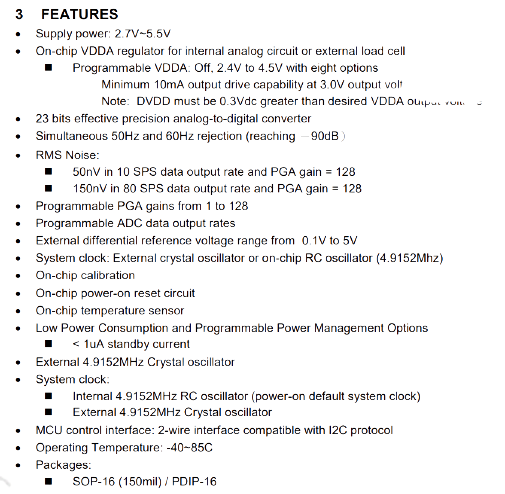 3 FEATURES
• Supply power: 2.7V~5.5V
• On-chip VDDA regulator for internal analog circuit or external load cell
■ Programmable VDDA: Off, 2.4V to 4.5V with eight options
Minimum 10mA output drive capability at 3.0V output volt
Note: DVDD must be 0.3Vdc greater than desired VDDA
• 23 bits effective precision analog-to-digital converter
• Simultaneous 50Hz and 60Hz rejection (reaching －90dB）
• RMS Noise:
■ 50nV in 10 SPS data output rate and PGA gain = 128
■ 150nV in 80 SPS data output rate and PGA gain = 128
• Programmable PGA gains from 1 to 128
• Programmable ADC data output rates
• External differential reference voltage range from 0.1V to 5V
• System clock: External crystal oscillator or on-chip RC oscillator (4.9152Mhz)
• On-chip calibration
• On-chip power-on reset circuit
• On-chip temperature sensor
• Low Power Consumption and Programmable Power Management Options
■ < 1uA standby current
• External 4.9152MHz Crystal oscillator
• System clock:
■ Internal 4.9152MHz RC oscillator (power-on default system clock)
■ External 4.9152MHz Crystal oscillator
• MCU control interface: 2-wire interface compatible with I2C protocol
• Operating Temperature: -40~85C
• Packages:
■ SOP-16 (150mil) / PDIP-16